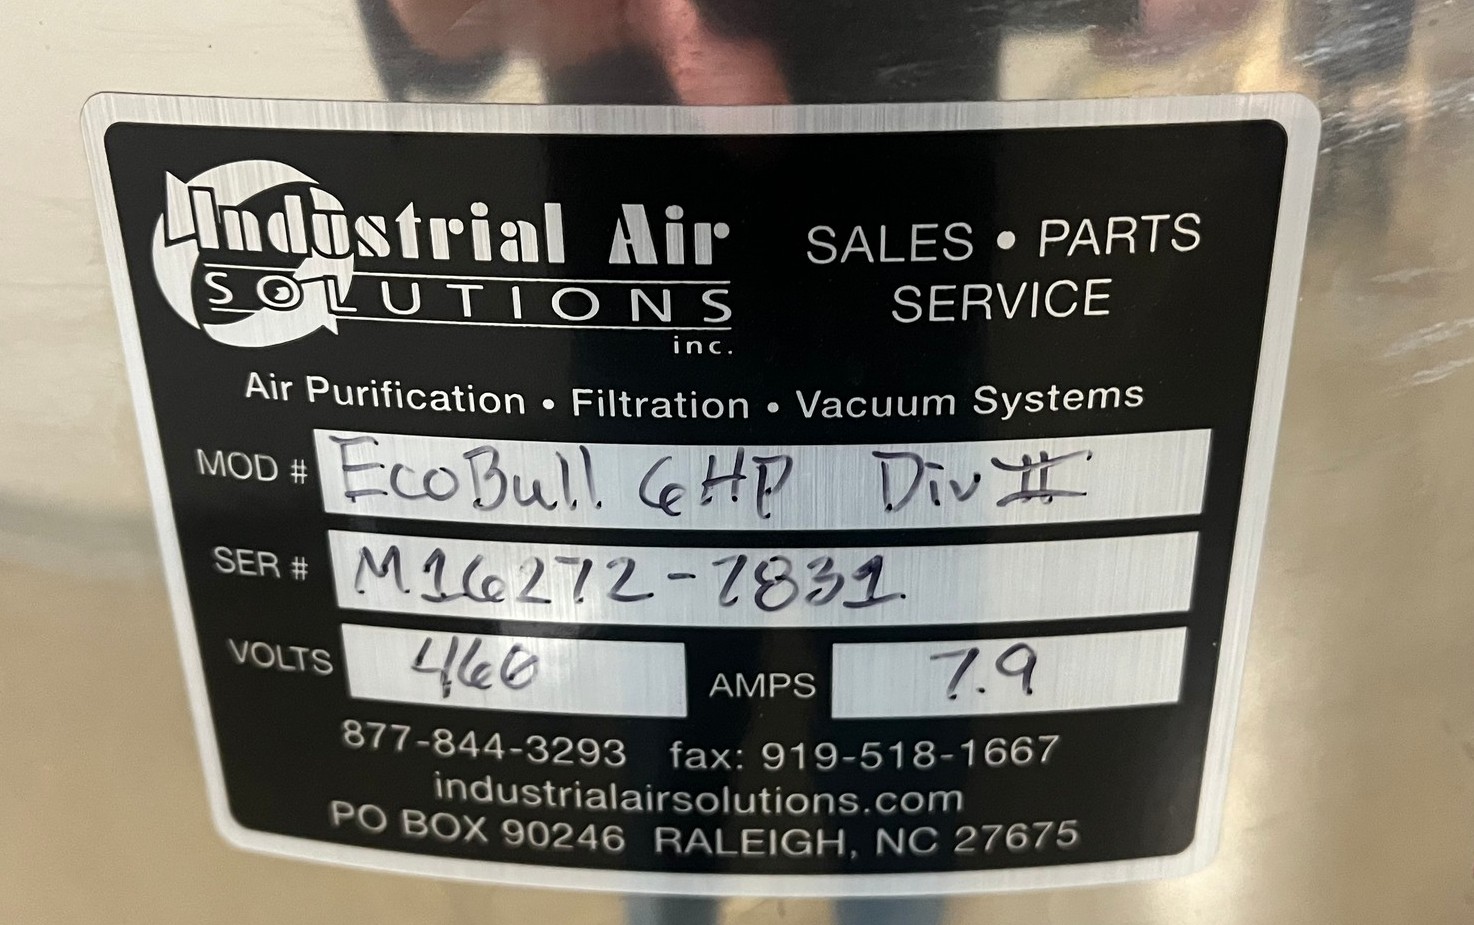 Industrial Air
SOLUTIONS
inc.
SALES • PARTS
SERVICE
Air Purification • Filtration • Vacuum Systems
MOD # EcoBull 6HP Div II
SER # M16272-7831
VOLTS 460 AMPS 7.9
877-844-3293 fax: 919-518-1667
industrialairsolutions.com
PO BOX 90246 RALEIGH, NC 27675